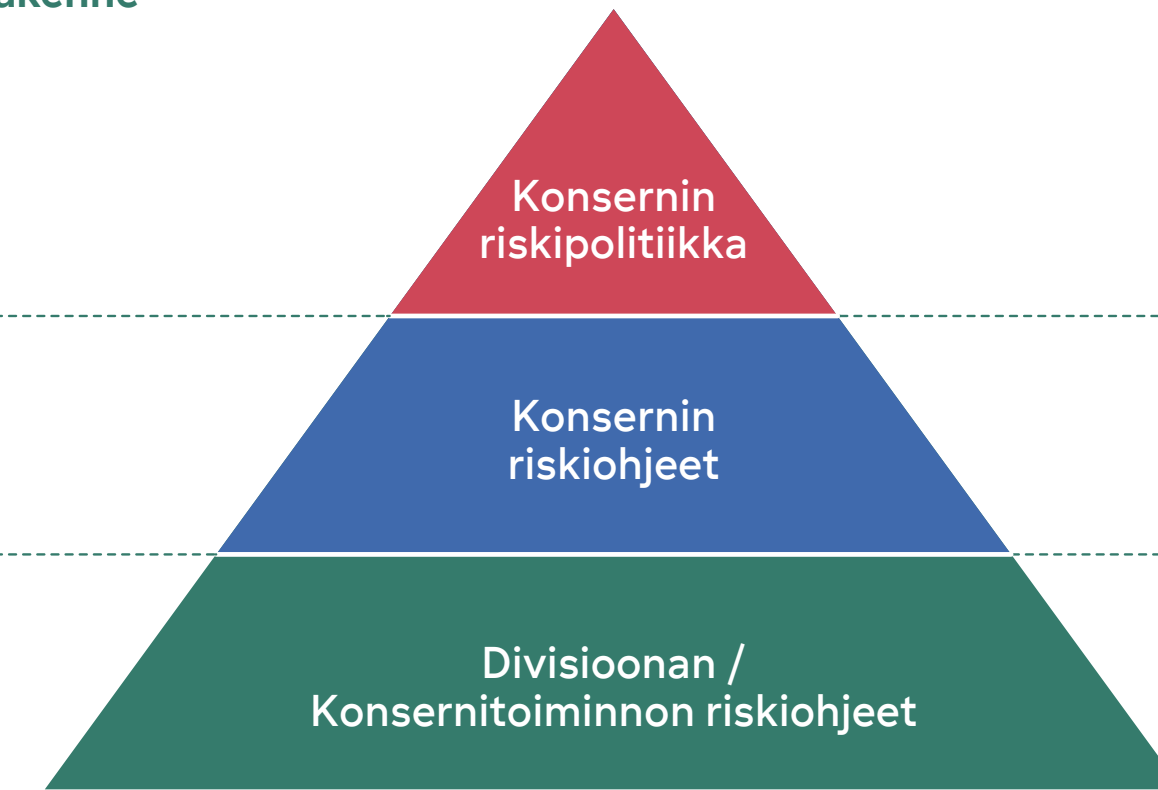 Konsernin
riskipolitiikka
Konsernin
riskiohjeet
Divisioonan /
Konsernitoiminnon riskiohjeet